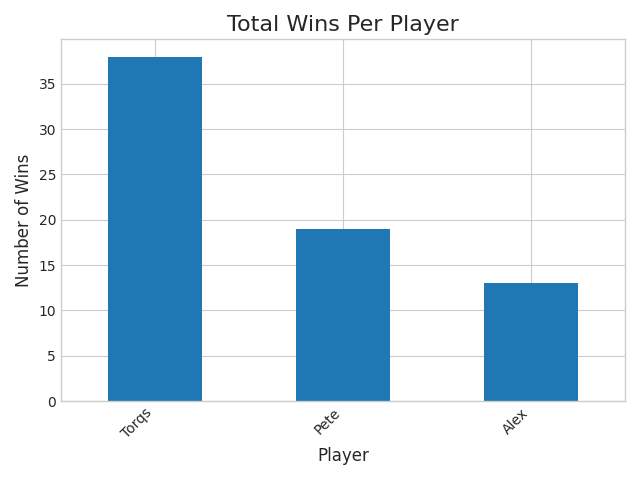 Total Wins Per Player
Number of Wins
35
30
25
20
15
10
5
0
Torqs
Pete
Alex
Player